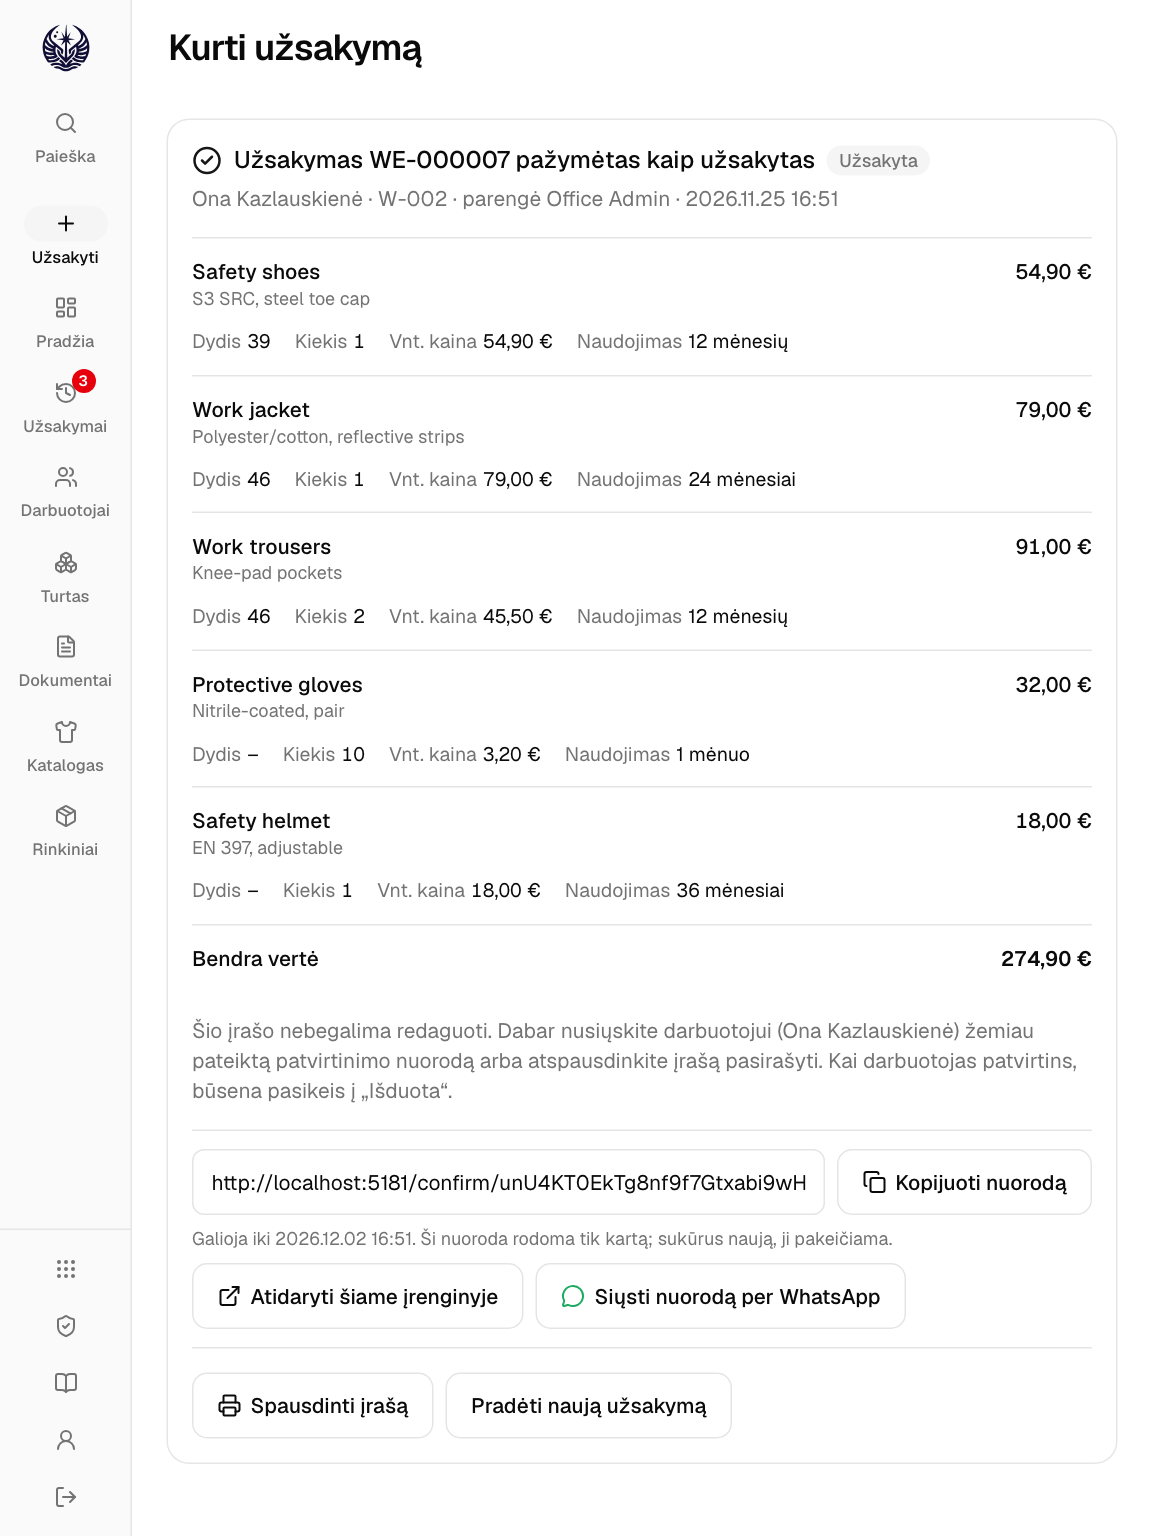 Kurti užsakymą
Paieška
Užsakyti
Pradžia
3
Užsakymai
Darbuotojai
Turtas
Dokumentai
Katalogas
Rinkiniai
Užsakymas WE-000007 pažymėtas kaip užsakytas
Užsakyta
Ona Kazlauskienė · W-002 · parengė Office Admin · 2026.11.25 16:51
Safety shoes 54,90 €
S3 SRC, steel toe cap
Dydis 39 Kiekis 1 Vnt. kaina 54,90 € Naudojimas 12 mėnesių
Work jacket 79,00 €
Polyester/cotton, reflective strips
Dydis 46 Kiekis 1 Vnt. kaina 79,00 € Naudojimas 24 mėnesiai
Work trousers 91,00 €
Knee-pad pockets
Dydis 46 Kiekis 2 Vnt. kaina 45,50 € Naudojimas 12 mėnesių
Protective gloves 32,00 €
Nitrile-coated, pair
Dydis – Kiekis 10 Vnt. kaina 3,20 € Naudojimas 1 mėnuo
Safety helmet 18,00 €
EN 397, adjustable
Dydis – Kiekis 1 Vnt. kaina 18,00 € Naudojimas 36 mėnesiai
Bendra vertė 274,90 €
Šio įrašo nebegalima redaguoti. Dabar nusiųskite darbuotojui (Ona Kazlauskienė) žemiau
pateiktą patvirtinimo nuorodą arba atspausdinkite įrašą pasirašyti. Kai darbuotojas patvirtins,
būsena pasikeis į „Išduota“.
http://localhost:5181/confirm/unU4KT0EkTg8nf9f7Gtxabi9wH
Kopijuoti nuorodą
Galioja iki 2026.12.02 16:51. Ši nuoroda rodoma tik kartą; sukūrus naują, ji pakeičiama.
Atidaryti šiame įrenginyje
Siųsti nuorodą per WhatsApp
Spausdinti įrašą
Pradėti naują užsakymą